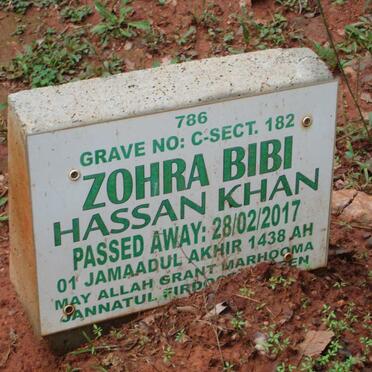 786
GRAVE NO: C-SECT. 182
ZOHRA BIBI
HASSAN KHAN
PASSED AWAY: 28/02/2017
01 JAMAADUL AKHIR 1438 AH
MAY ALLAH GRANT MARHOOMA
JANNATUL